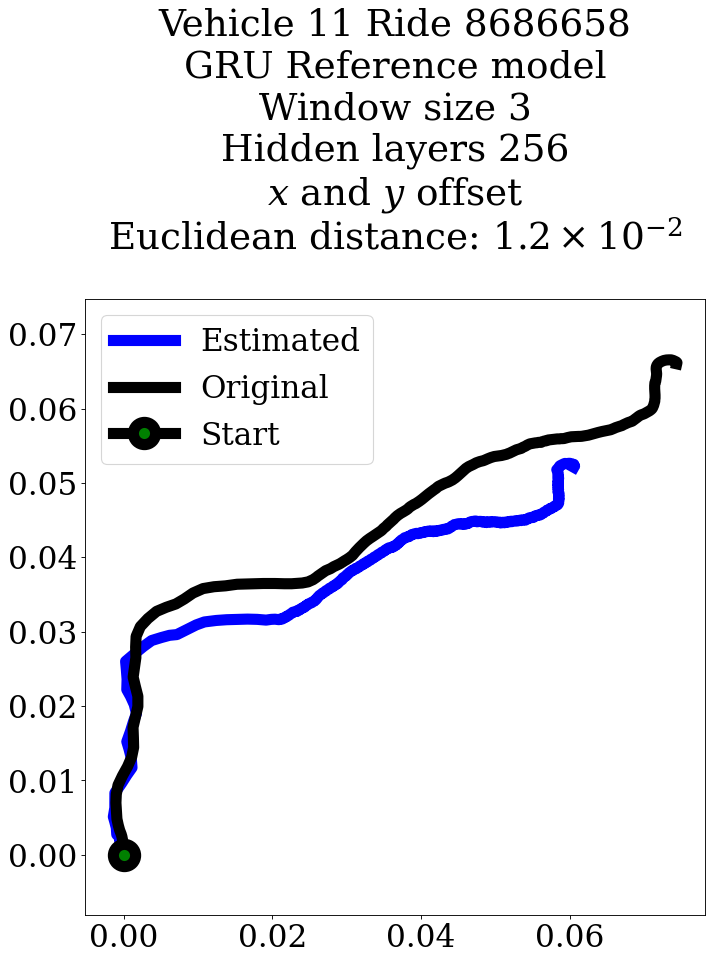 Vehicle 11 Ride 8686658
GRU Reference model
Window size 3
Hidden layers 256
x and y offset
Euclidean distance: 1.2 × 10⁻²
Estimated
Original
Start
0.07
0.06
0.05
0.04
0.03
0.02
0.01
0.00
0.00 0.02 0.04 0.06